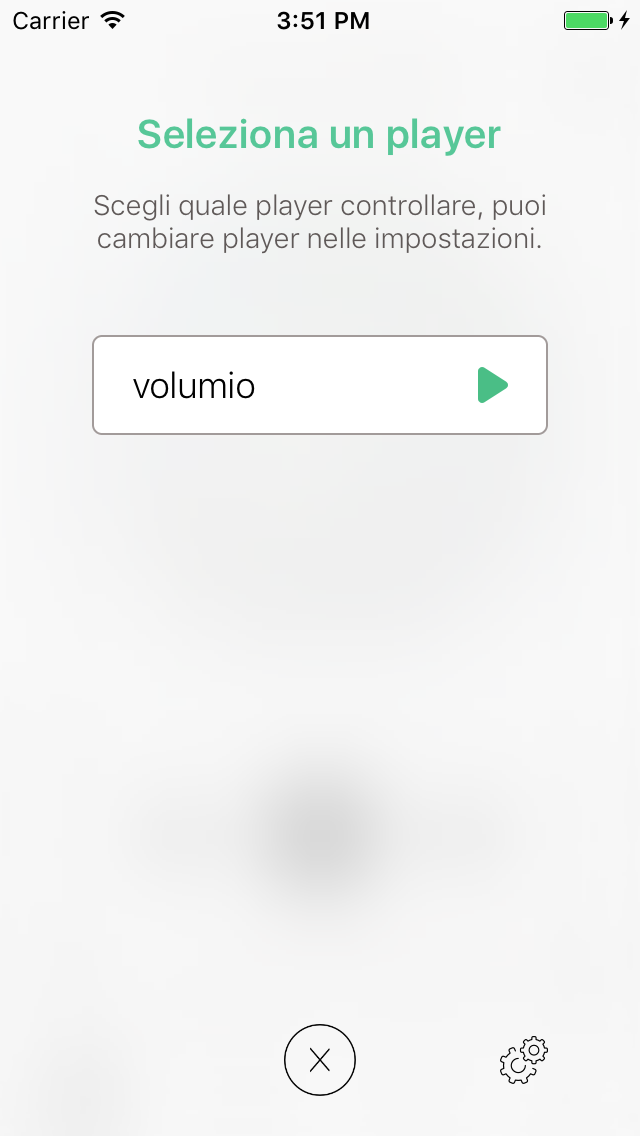 Carrier 3:51 PM
Seleziona un player
Scegli quale player controllare, puoi
cambiare player nelle impostazioni.
volumio